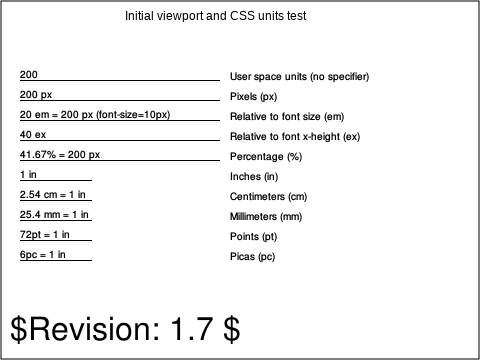 Initial viewport and CSS units test
200 User space units (no specifier)
200 px Pixels (px)
20 em = 200 px (font-size=10px) Relative to font size (em)
40 ex Relative to font x-height (ex)
41.67% = 200 px Percentage (%)
1 in Inches (in)
2.54 cm = 1 in Centimeters (cm)
25.4 mm = 1 in Millimeters (mm)
72pt = 1 in Points (pt)
6pc = 1 in Picas (pc)
$Revision: 1.7 $